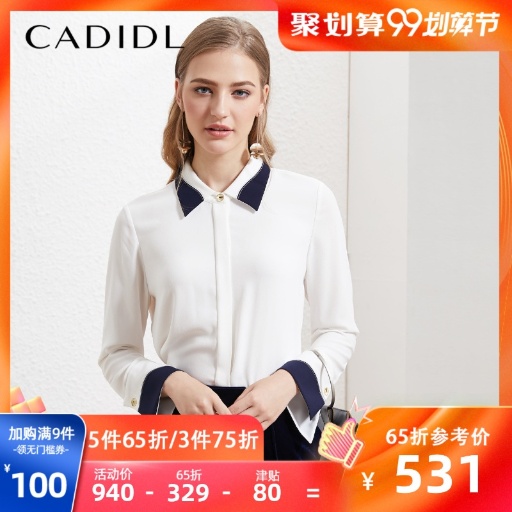 CADIDL
聚划算 99划算节
加购满9件
-领无门槛券-
¥100
5件65折/3件75折
活动价 65折 津贴
940 - 329 - 80 =
65折参考价
¥ 531